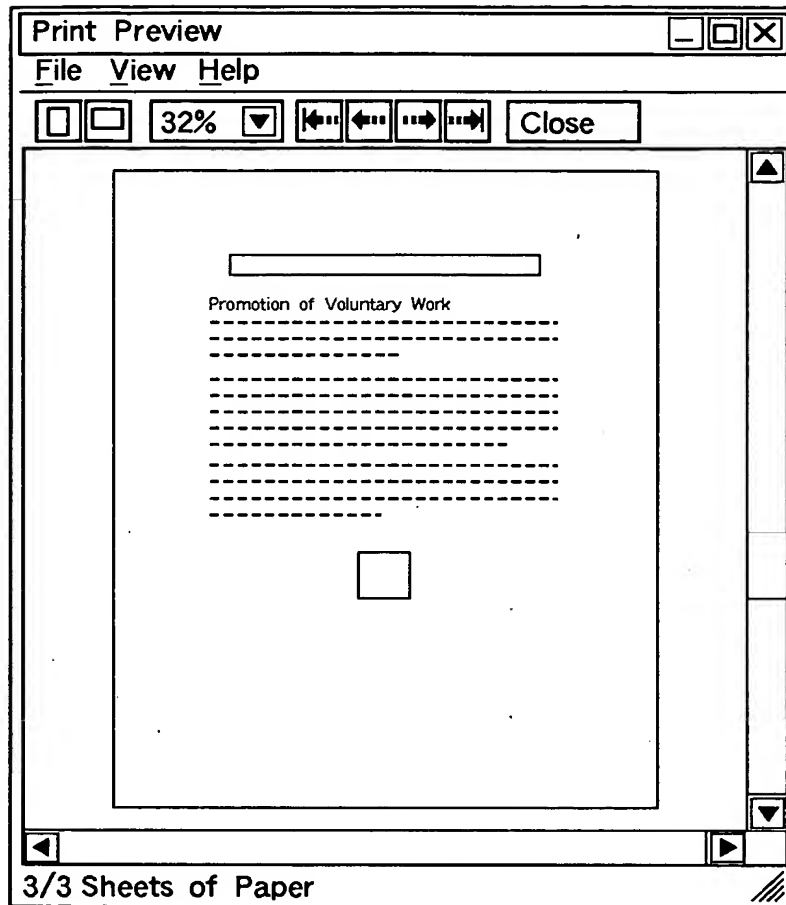 Print Preview
File View Help
32% Close
Promotion of Voluntary Work
3/3 Sheets of Paper